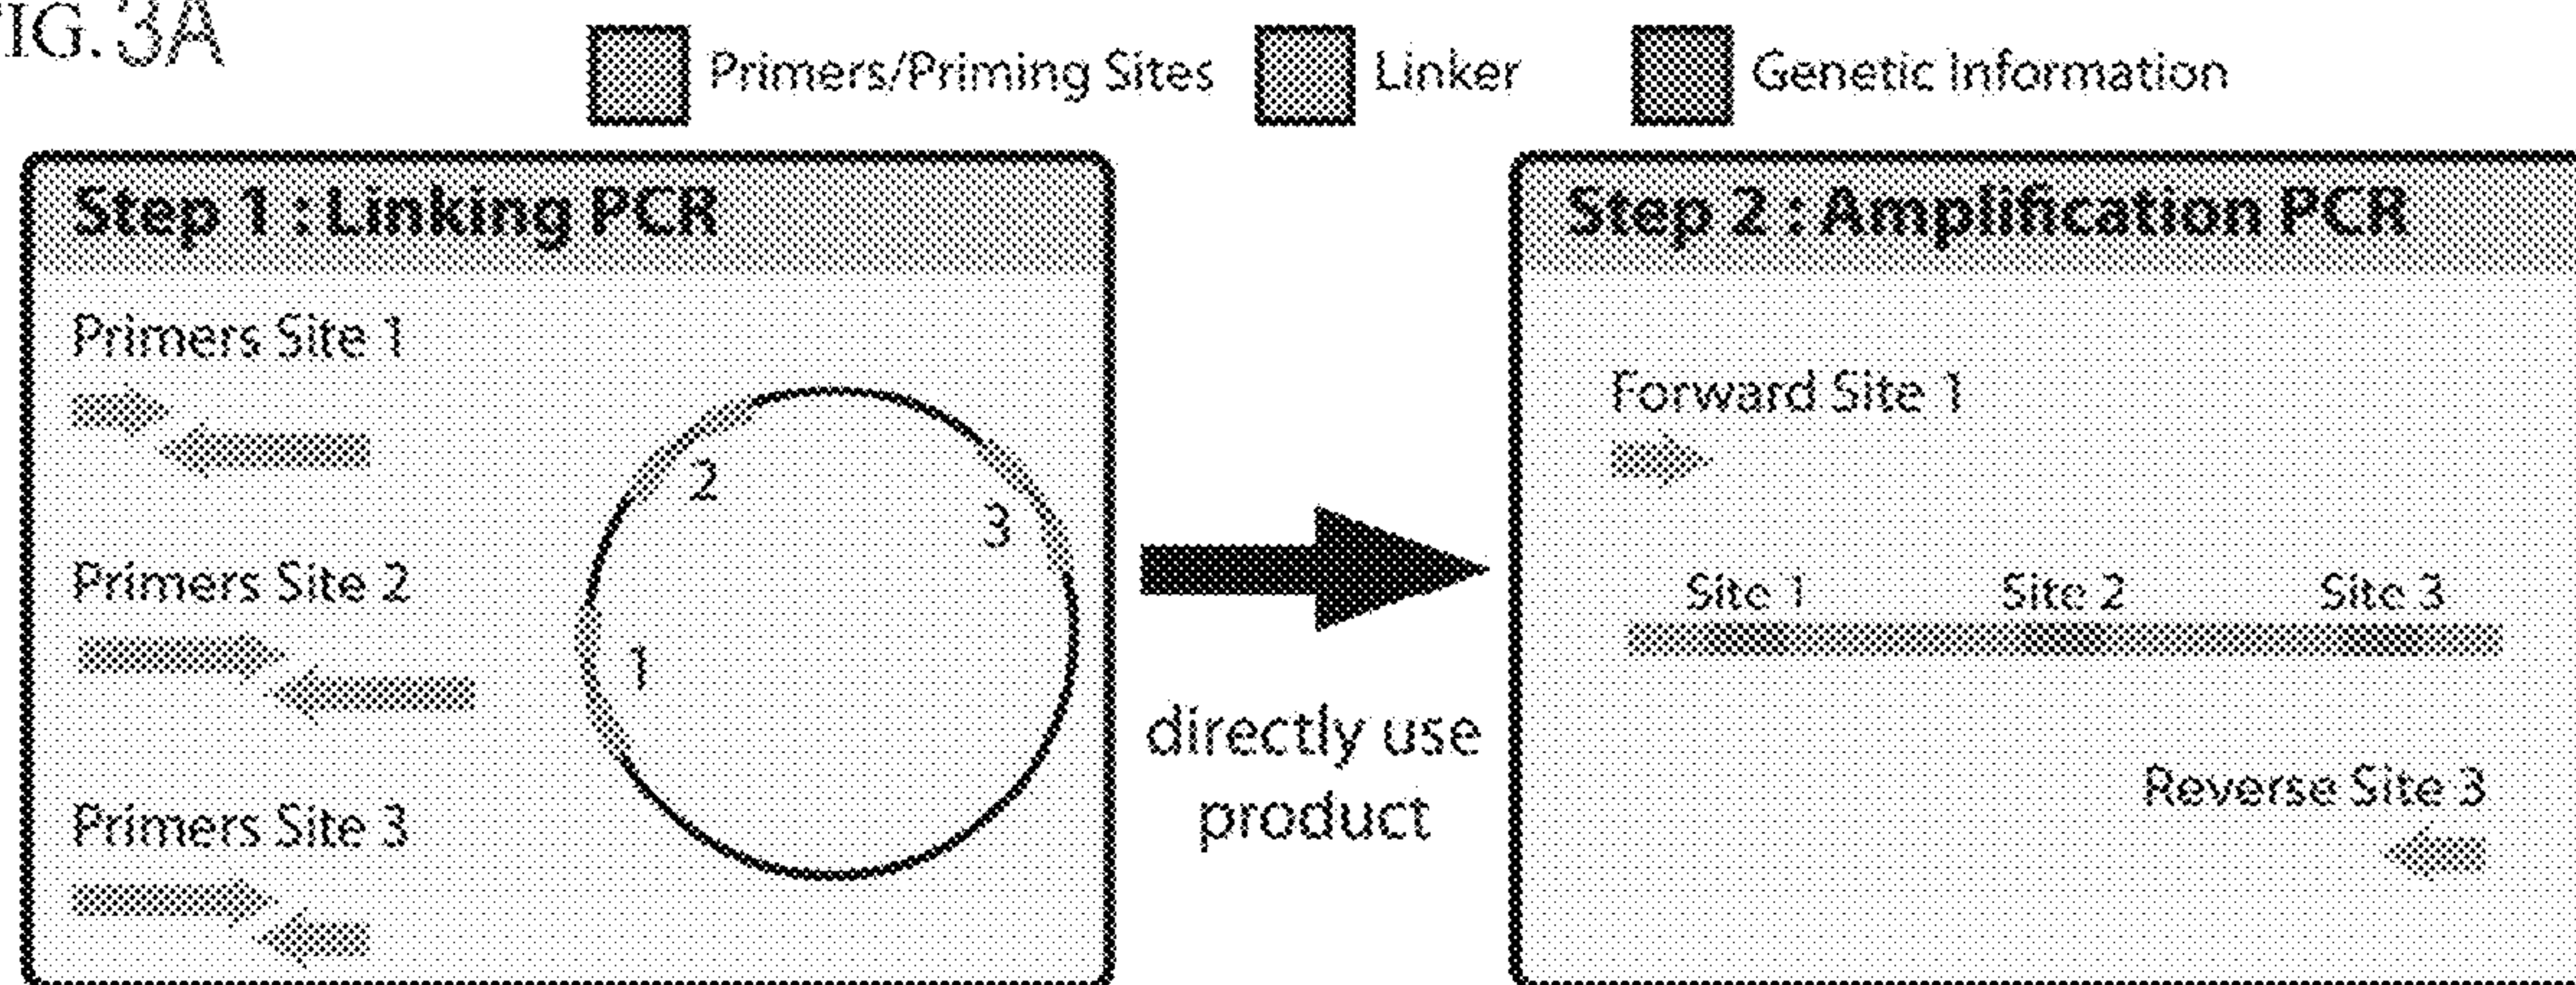 FIG. 3A
Primers/Priming Sites Linker Genetic Information
Step 1 : Linking PCR
Primers Site 1
Primers Site 2
Primers Site 3
2
3
1
directly use
product
Step 2 : Amplification PCR
Forward Site 1
Site 1 Site 2 Site 3
Reverse Site 3